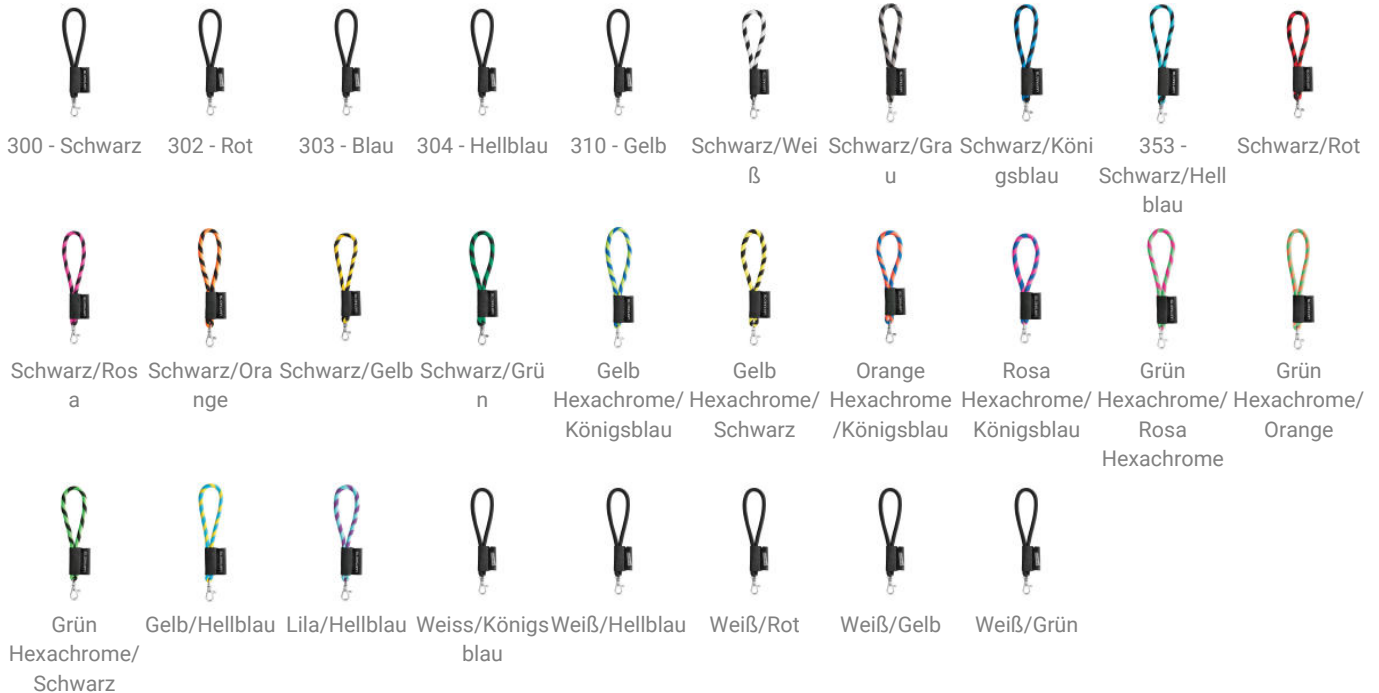 300 - Schwarz 302 - Rot 303 - Blau 304 - Hellblau 310 - Gelb Schwarz/Wei Schwarz/Gra Schwarz/Köni 353 - Schwarz/Rot
ß u gsblau Schwarz/Hell
blau
Schwarz/Ros Schwarz/Ora Schwarz/Gelb Schwarz/Grü Gelb Gelb Orange Rosa Grün Grün
a nge n Hexachrome/ Hexachrome/ Hexachrome Hexachrome/ Hexachrome/ Hexachrome/
Königsblau Schwarz /Königsblau Königsblau Rosa Orange
Hexachrome
Grün Gelb/Hellblau Lila/Hellblau Weiss/Königs Weiß/Hellblau Weiß/Rot Weiß/Gelb Weiß/Grün
Hexachrome/ blau
Schwarz